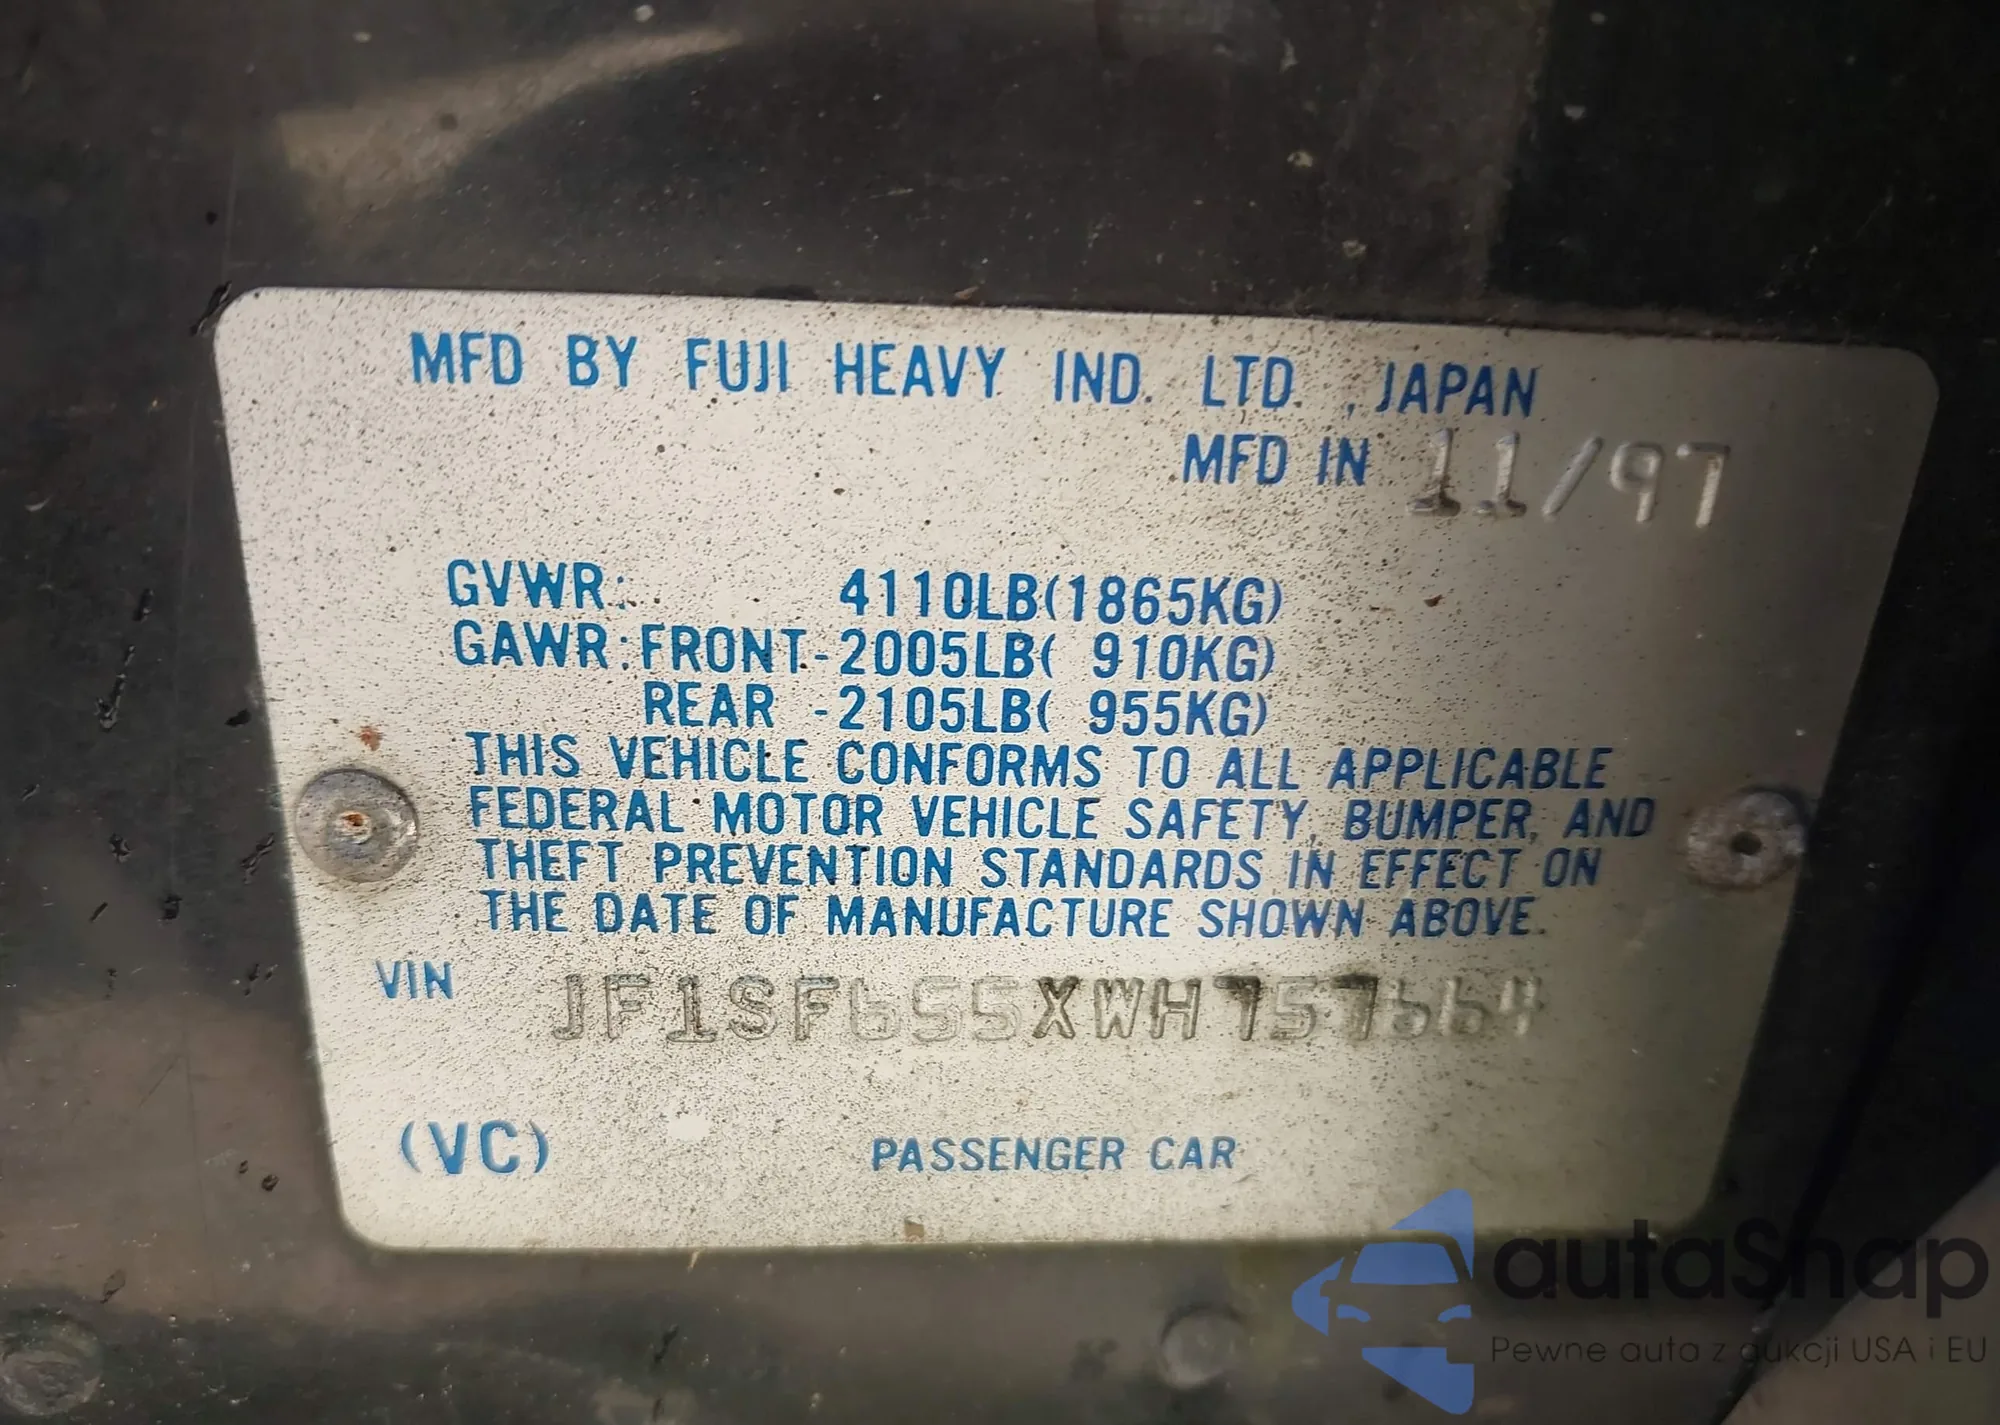 MFD BY FUJI HEAVY IND. LTD. , JAPAN
MFD IN 11/97
GVWR: 4110LB(1865KG)
GAWR:FRONT-2005LB( 910KG)
REAR -2105LB( 955KG)
THIS VEHICLE CONFORMS TO ALL APPLICABLE
FEDERAL MOTOR VEHICLE SAFETY, BUMPER, AND
THEFT PREVENTION STANDARDS IN EFFECT ON
THE DATE OF MANUFACTURE SHOWN ABOVE.
VIN JF1SF655XWH757664
(VC) PASSENGER CAR
autaSnap
Pewne auta z aukcji USA i EU